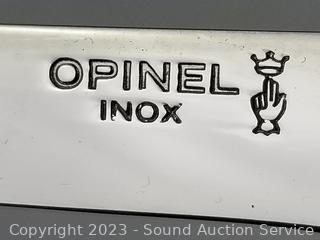 OPINEL
INOX
Copyright 2023 - Sound Auction Service